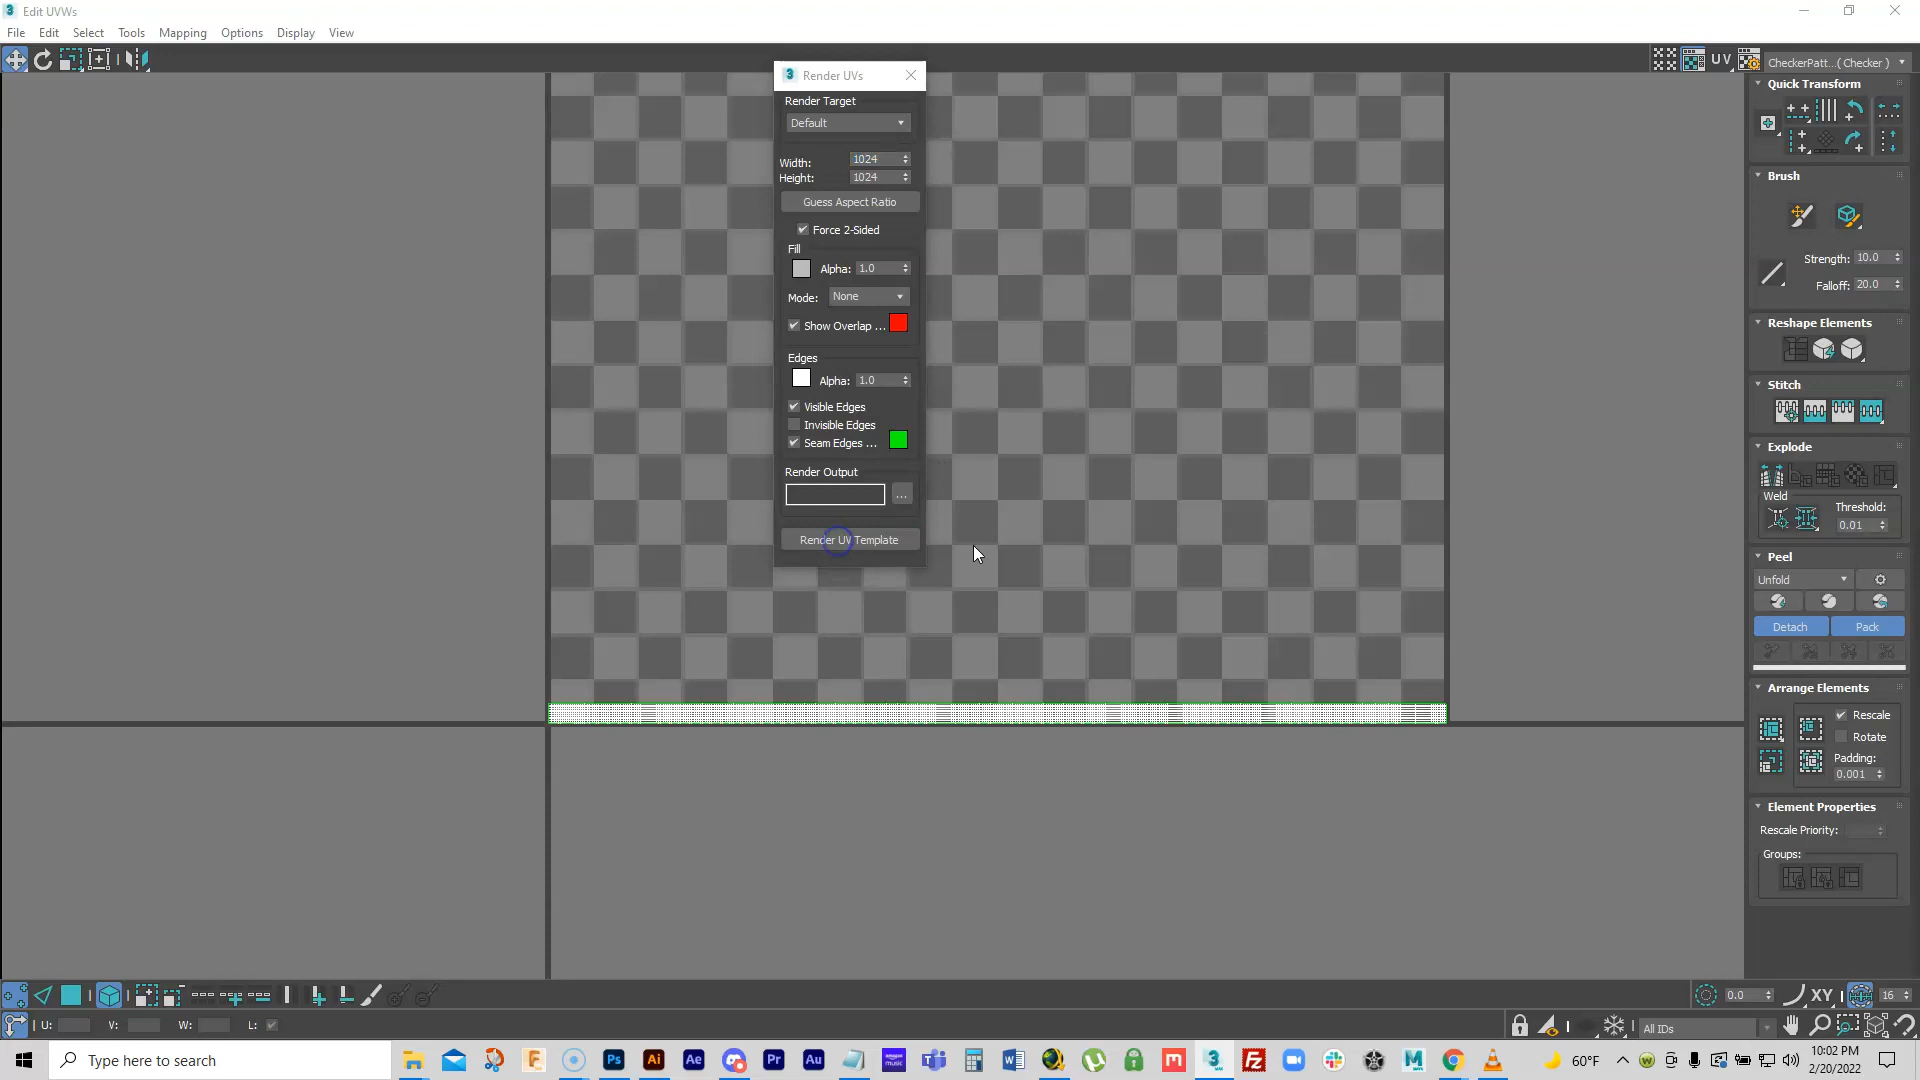 Edit UVWs
File Edit Select Tools Mapping Options Display View
UV CheckerPatt...( Checker )
Render UVs
Render Target
Default
Width: 1024
Height: 1024
Guess Aspect Ratio
Force 2-Sided
Fill
Alpha: 1.0
Mode: None
Show Overlap ...
Edges
Alpha: 1.0
Visible Edges
Invisible Edges
Seam Edges ...
Render Output
...
Render UV Template
Quick Transform
Brush
Strength: 10.0
Falloff: 20.0
Reshape Elements
Stitch
Explode
Weld
Threshold:
0.01
Peel
Unfold
Detach Pack
Arrange Elements
Rescale
Rotate
Padding:
0.001
Element Properties
Rescale Priority:
Groups:
0.0 XY 16
U: V: W: L: All IDs
Type here to search
Ps Ai Ae Pr Au
60°F
10:02 PM
2/20/2022